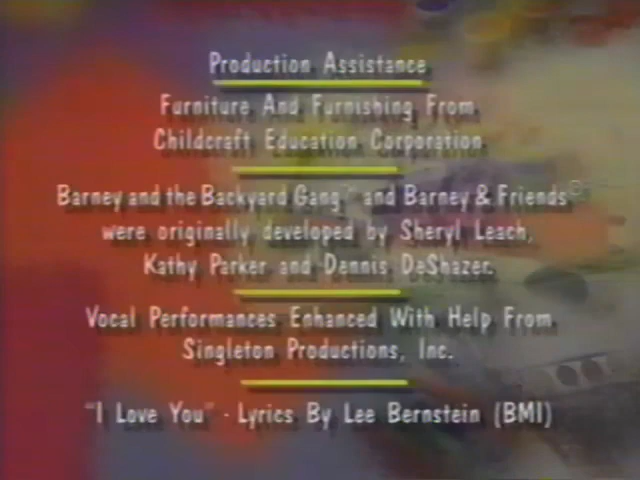 Production Assistance
Furniture And Furnishing From
Childcraft Education Corporation
Barney and the Backyard Gang™ and Barney & Friends®
were originally developed by Sheryl Leach,
Kathy Parker and Dennis DeShazer.
Vocal Performances Enhanced With Help From
Singleton Productions, Inc.
"I Love You" - Lyrics By Lee Bernstein (BMI)